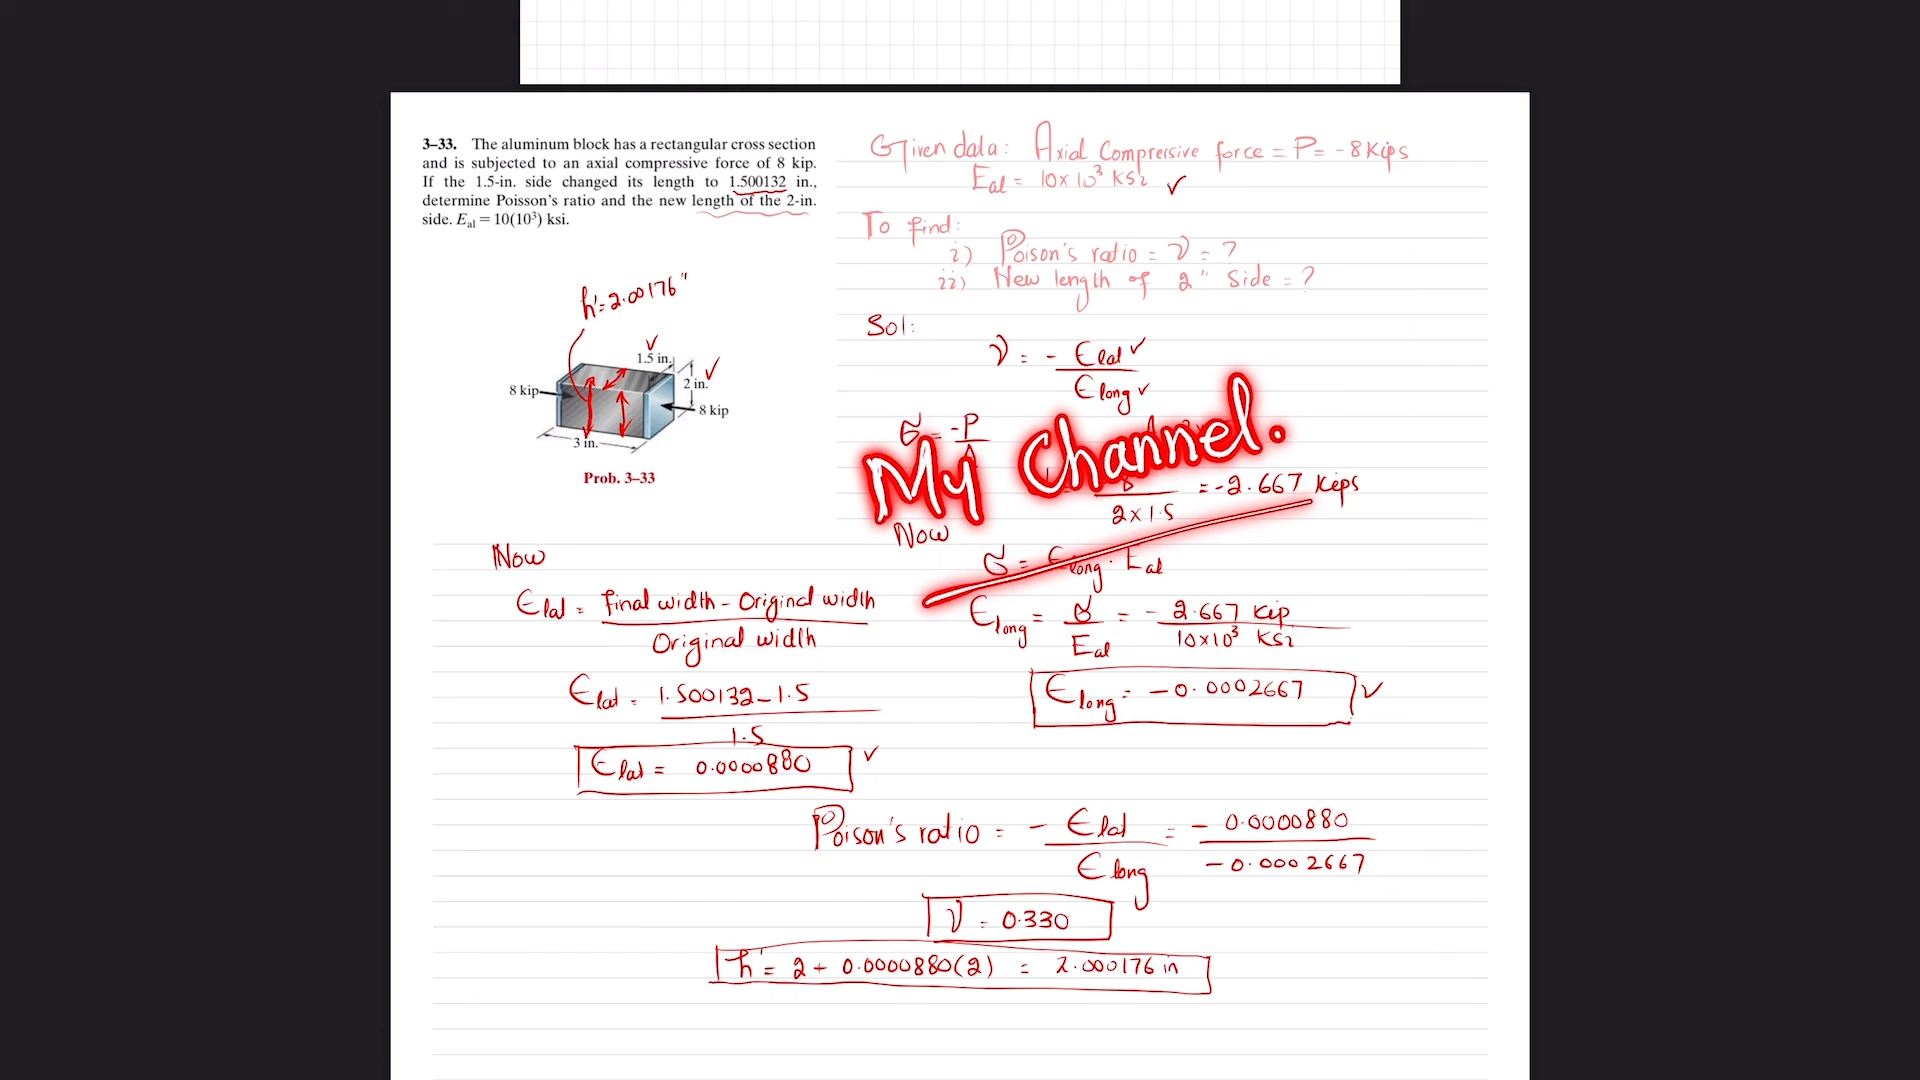 3–33. The aluminum block has a rectangular cross section
and is subjected to an axial compressive force of 8 kip.
If the 1.5-in. side changed its length to 1.500132 in.,
determine Poisson's ratio and the new length of the 2-in.
side. Eal = 10(10³) ksi.
h'=2.00176"
1.5 in.
2 in.
8 kip
8 kip
3 in.
Prob. 3–33
Given data: Axial Compressive force = P = -8 Kips
Eal = 10×10³ KSi
To find:
i) Poison's ratio = ν = ?
ii) New length of 2" Side = ?
Sol:
ν = - ϵlat
ϵlong
σ = -P
A
My Channel.
= -2.667 Kips
2×1.5
Now
σ = ϵlong · Eal
ϵlong = σ = - 2.667 kip
Eal 10×10³ KSi
ϵlong = -0.0002667
Now
ϵlat = final width - Original width
Original width
ϵlat = 1.500132-1.5
1.5
ϵlat = 0.0000880
Poison's ratio = - ϵlat = - 0.0000880
ϵlong -0.0002667
ν = 0.330
h' = 2 + 0.0000880(2) = 2.000176 in